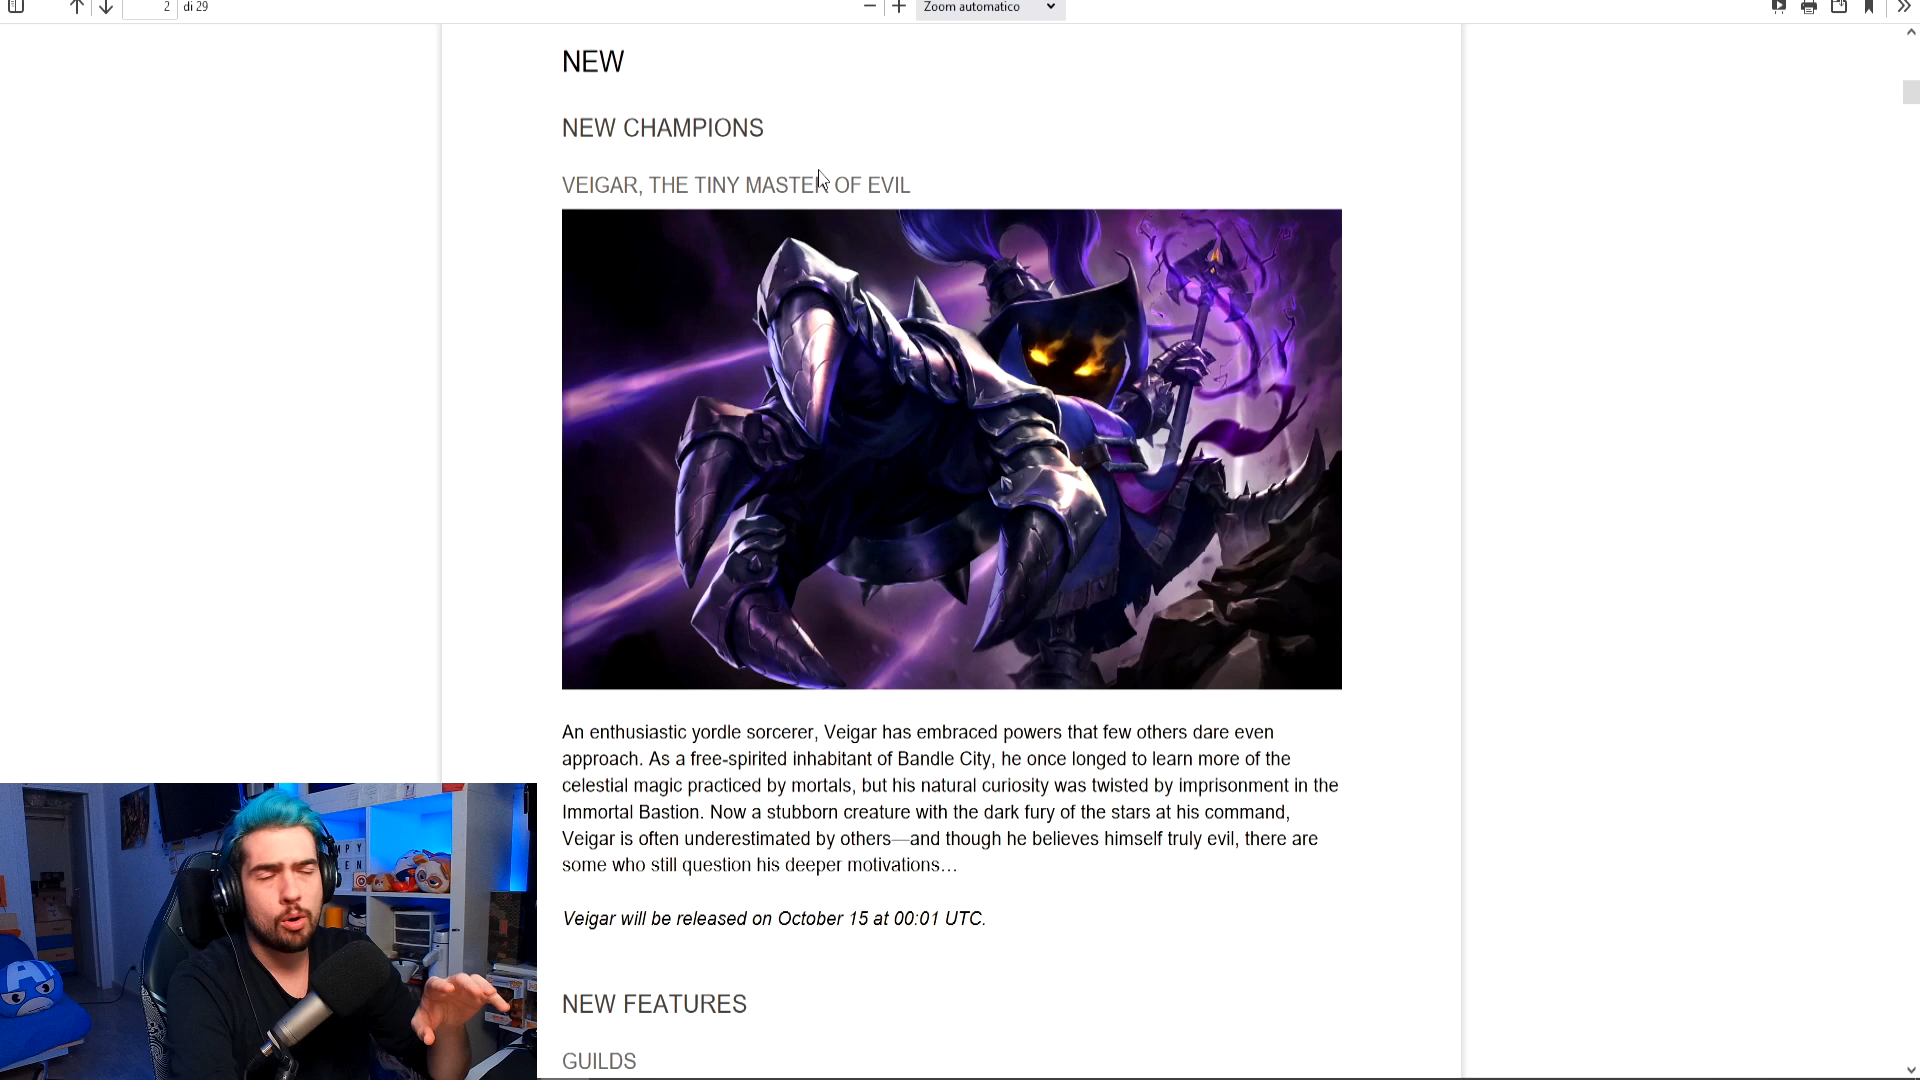 2 di 29 Zoom automatico
NEW
NEW CHAMPIONS
VEIGAR, THE TINY MASTER OF EVIL
An enthusiastic yordle sorcerer, Veigar has embraced powers that few others dare even
approach. As a free-spirited inhabitant of Bandle City, he once longed to learn more of the
celestial magic practiced by mortals, but his natural curiosity was twisted by imprisonment in the
Immortal Bastion. Now a stubborn creature with the dark fury of the stars at his command,
Veigar is often underestimated by others—and though he believes himself truly evil, there are
some who still question his deeper motivations…
Veigar will be released on October 15 at 00:01 UTC.
NEW FEATURES
GUILDS